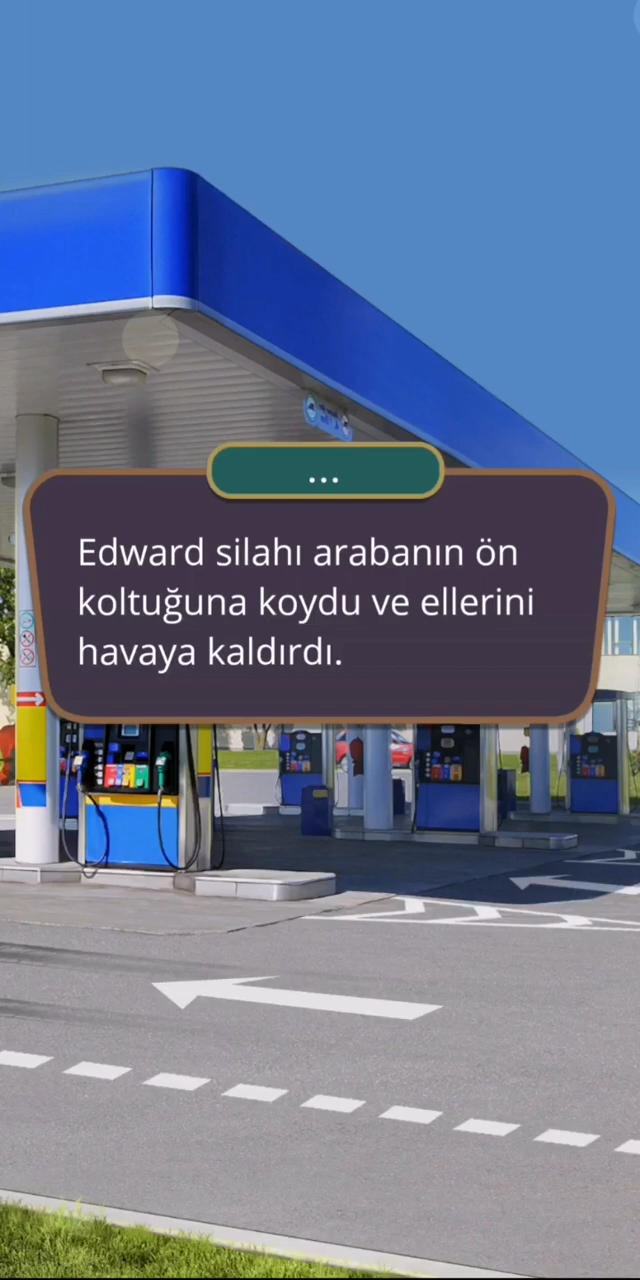 ...
Edward silahı arabanın ön
koltuğuna koydu ve ellerini
havaya kaldırdı.